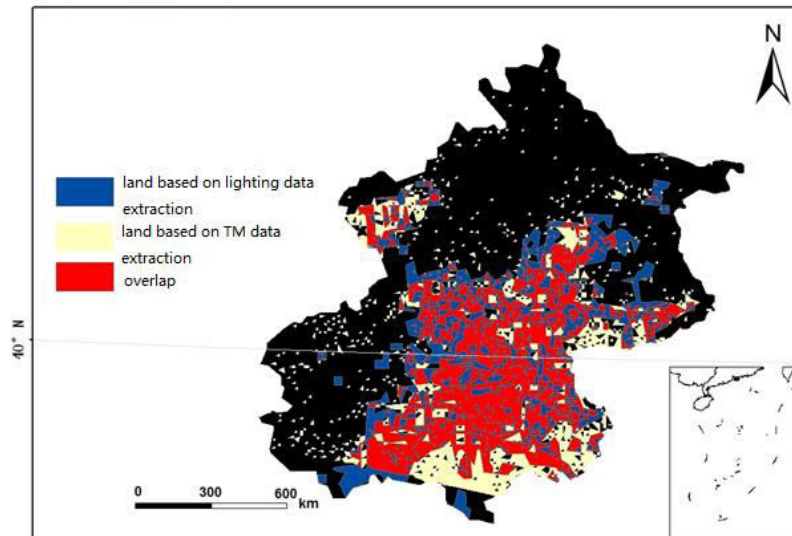 N
land based on lighting data
extraction
land based on TM data
extraction
overlap
40° N
0 300 600
km